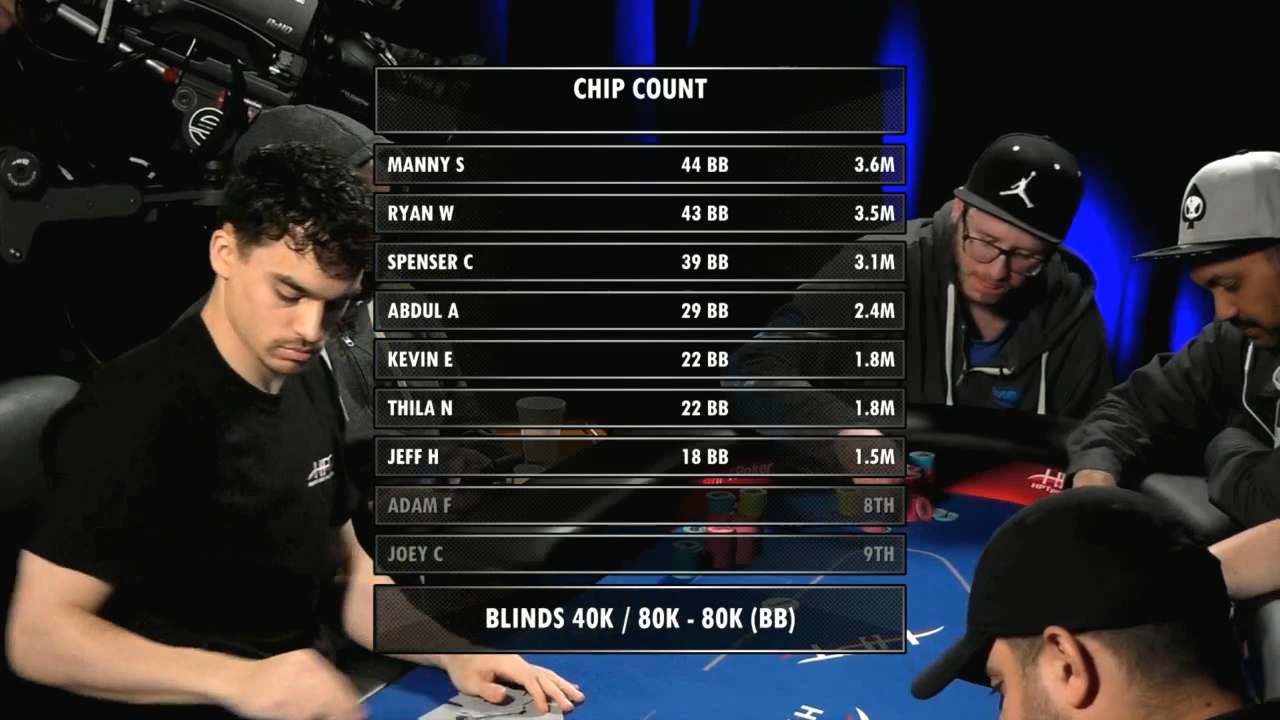 CHIP COUNT
MANNY S 44 BB 3.6M
RYAN W 43 BB 3.5M
SPENSER C 39 BB 3.1M
ABDUL A 29 BB 2.4M
KEVIN E 22 BB 1.8M
THILA N 22 BB 1.8M
JEFF H 18 BB 1.5M
ADAM F 8TH
JOEY C 9TH
BLINDS 40K / 80K - 80K (BB)